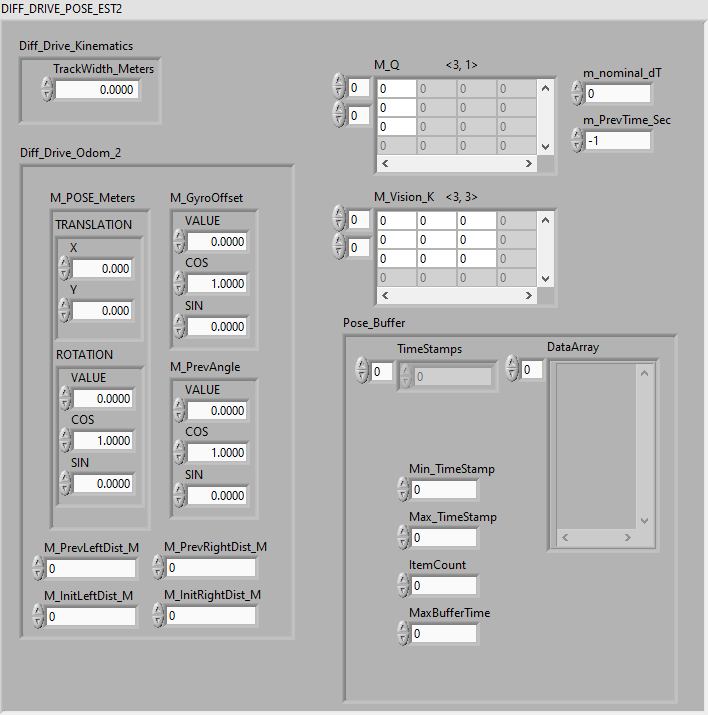 DIFF_DRIVE_POSE_EST2
Diff_Drive_Kinematics
TrackWidth_Meters
0.0000
Diff_Drive_Odom_2
M_POSE_Meters
TRANSLATION
X
0.000
Y
0.000
ROTATION
VALUE
0.0000
COS
1.0000
SIN
0.0000
M_GyroOffset
VALUE
0.0000
COS
1.0000
SIN
0.0000
M_PrevAngle
VALUE
0.0000
COS
1.0000
SIN
0.0000
M_PrevLeftDist_M
0
M_PrevRightDist_M
0
M_InitLeftDist_M
0
M_InitRightDist_M
0
M_Q <3, 1>
0
0
0 0 0 0
0 0 0 0
0 0 0 0
0 0 0 0
m_nominal_dT
0
m_PrevTime_Sec
-1
M_Vision_K <3, 3>
0
0
0 0 0 0
0 0 0 0
0 0 0 0
0 0 0 0
Pose_Buffer
TimeStamps
0
0
DataArray
0
Min_TimeStamp
0
Max_TimeStamp
0
ItemCount
0
MaxBufferTime
0